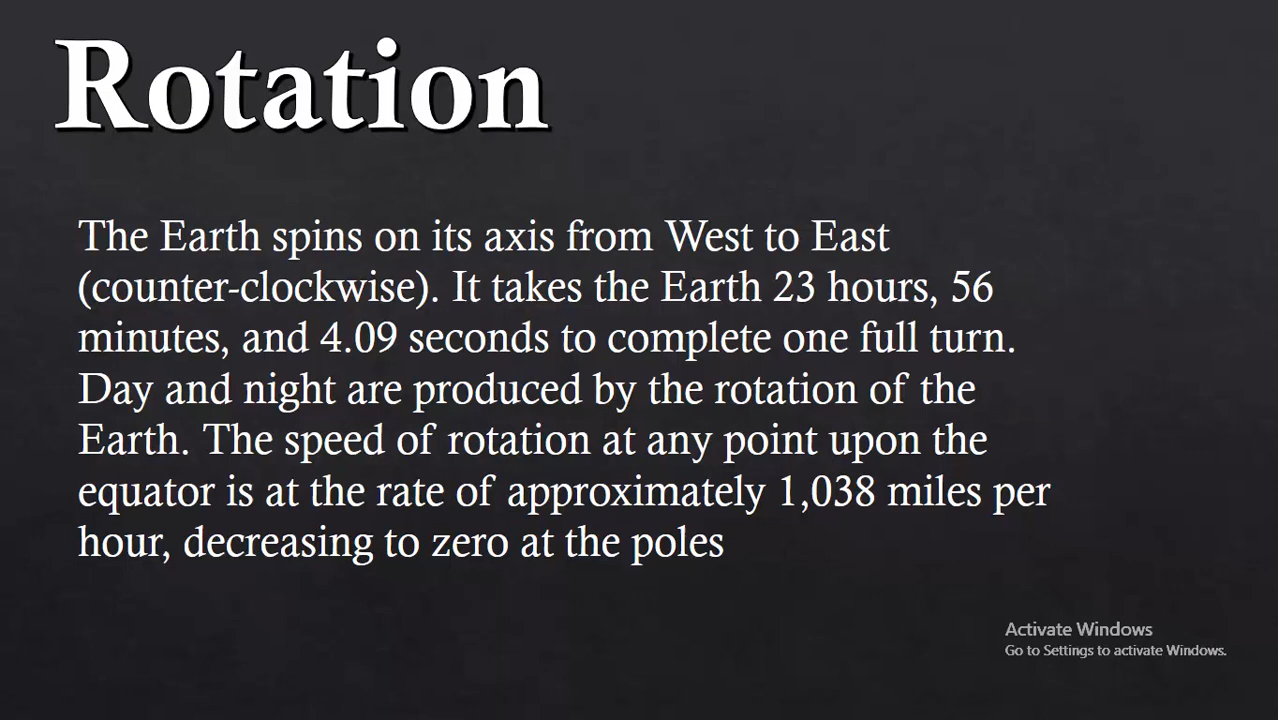 Rotation
The Earth spins on its axis from West to East
(counter-clockwise). It takes the Earth 23 hours, 56
minutes, and 4.09 seconds to complete one full turn.
Day and night are produced by the rotation of the
Earth. The speed of rotation at any point upon the
equator is at the rate of approximately 1,038 miles per
hour, decreasing to zero at the poles
Activate Windows
Go to Settings to activate Windows.